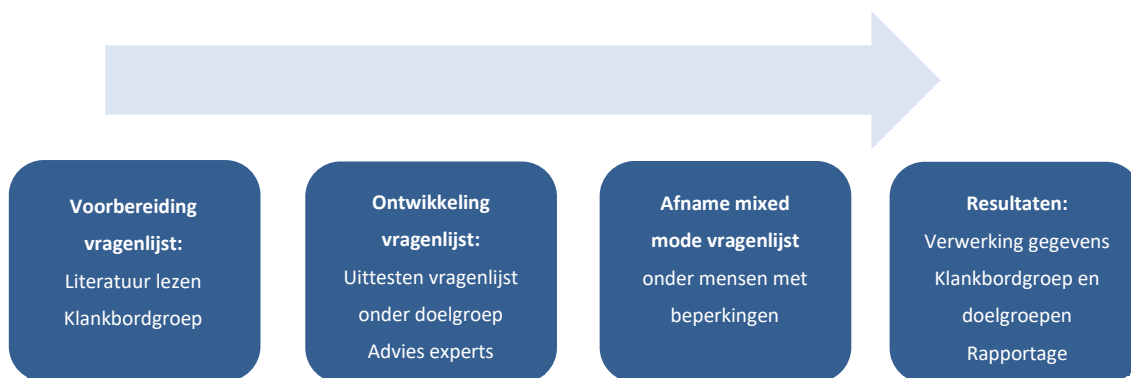 Voorbereiding
vragenlijst:
Literatuur lezen
Klankbordgroep
Ontwikkeling
vragenlijst:
Uittesten vragenlijst
onder doelgroep
Advies experts
Afname mixed
mode vragenlijst
onder mensen met
beperkingen
Resultaten:
Verwerking gegevens
Klankbordgroep en
doelgroepen
Rapportage